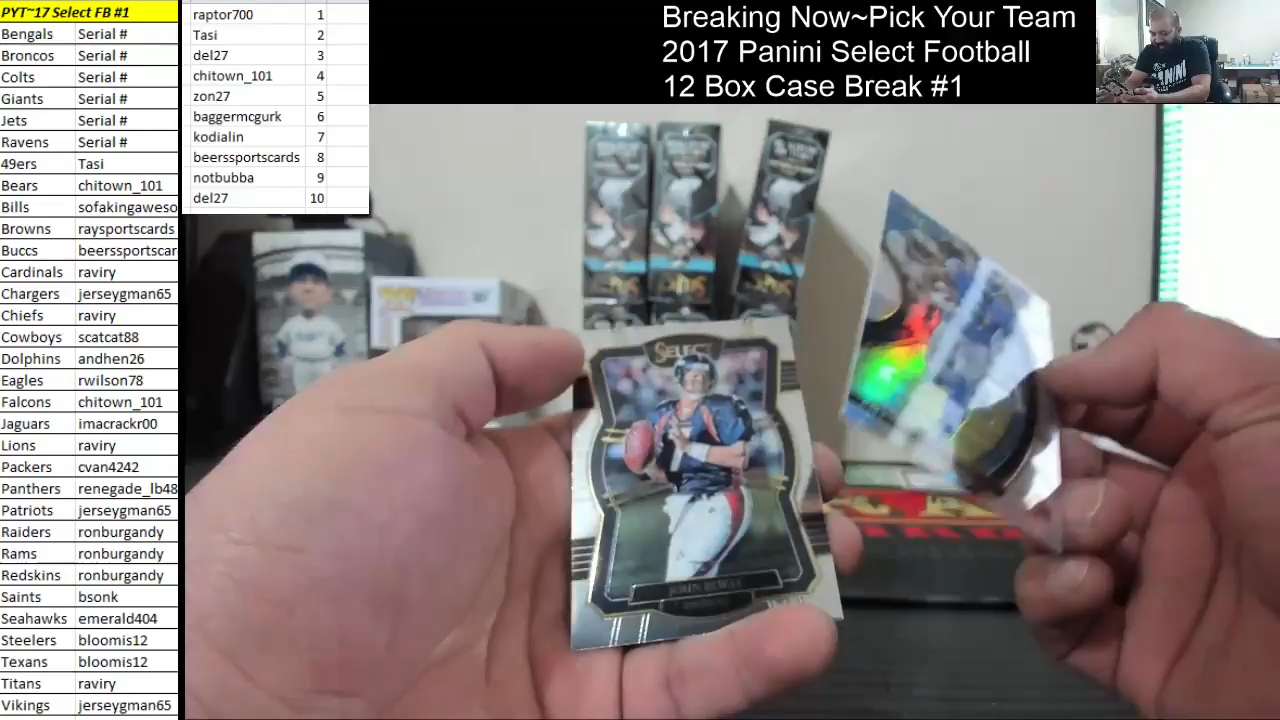 PYT~17 Select FB #1
Bengals Serial #
Broncos Serial #
Colts Serial #
Giants Serial #
Jets Serial #
Ravens Serial #
49ers Tasi
Bears chitown_101
Bills sofakingaweso
Browns raysportscards
Buccs beerssportscar
Cardinals raviry
Chargers jerseygman65
Chiefs raviry
Cowboys scatcat88
Dolphins andhen26
Eagles rwilson78
Falcons chitown_101
Jaguars imacrackr00
Lions raviry
Packers cvan4242
Panthers renegade_lb48
Patriots jerseygman65
Raiders ronburgandy
Rams ronburgandy
Redskins ronburgandy
Saints bsonk
Seahawks emerald404
Steelers bloomis12
Texans bloomis12
Titans raviry
Vikings jerseygman65
raptor700 1
Tasi 2
del27 3
chitown_101 4
zon27 5
baggermcgurk 6
kodialin 7
beerssportscards 8
notbubba 9
del27 10
Breaking Now~Pick Your Team
2017 Panini Select Football
12 Box Case Break #1
SELECT
JOHN ELWAY